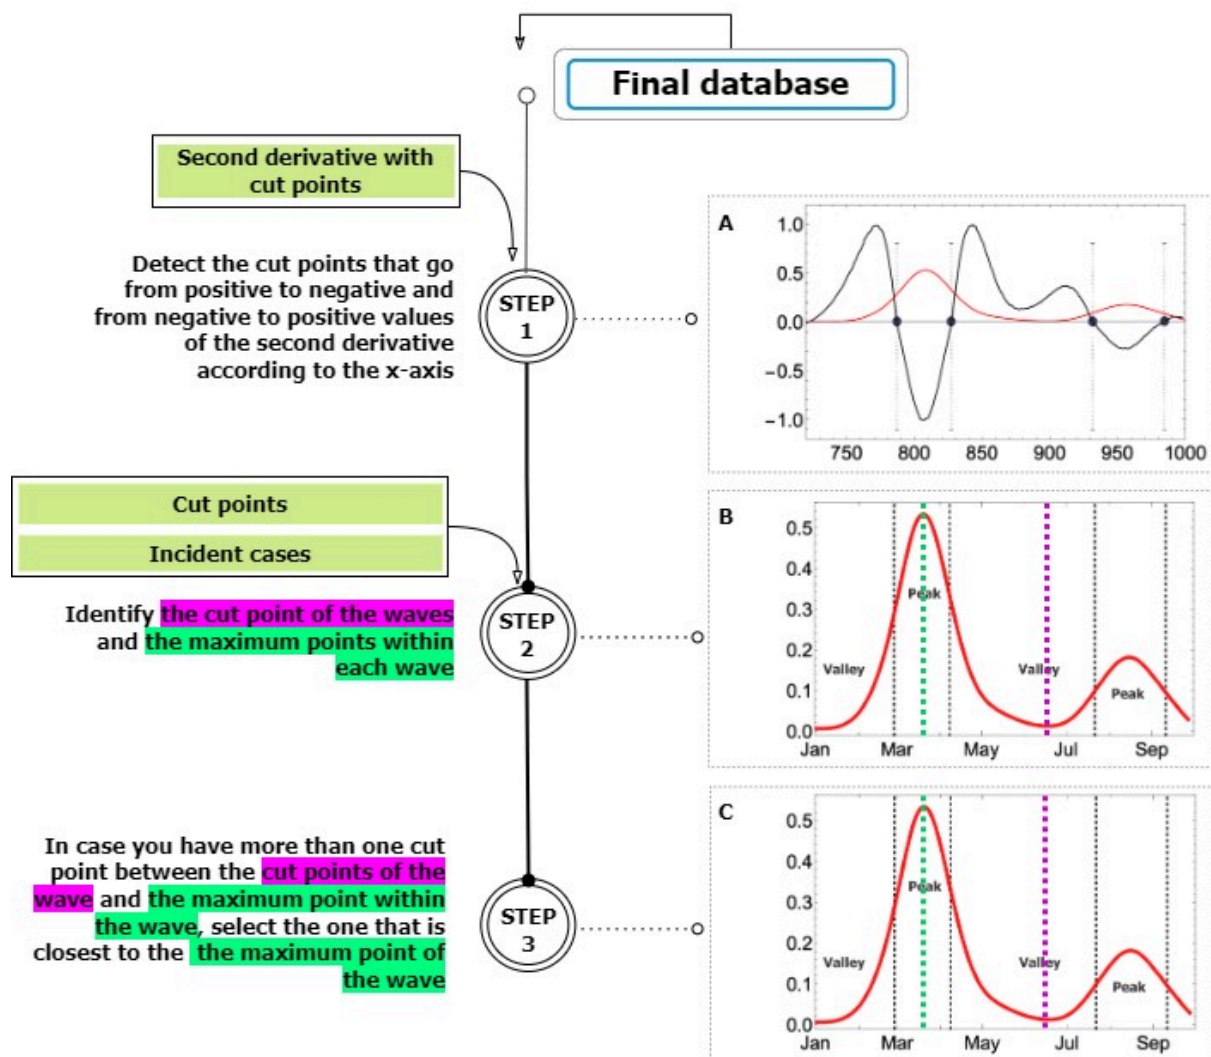 Final database
Second derivative with
cut points
Detect the cut points that go
from positive to negative and
from negative to positive values
of the second derivative
according to the x-axis
STEP
1
A
1.0
0.5
0.0
−0.5
−1.0
750 800 850 900 950 1000
Cut points
Incident cases
Identify the cut point of the waves
and the maximum points within
each wave
STEP
2
B
0.5
0.4
0.3
0.2
0.1
0.0
Peak
Valley
Valley
Peak
Jan Mar May Jul Sep
In case you have more than one cut
point between the cut points of the
wave and the maximum point within
the wave, select the one that is
closest to the the maximum point of
the wave
STEP
3
C
0.5
0.4
0.3
0.2
0.1
0.0
Peak
Valley
Valley
Peak
Jan Mar May Jul Sep